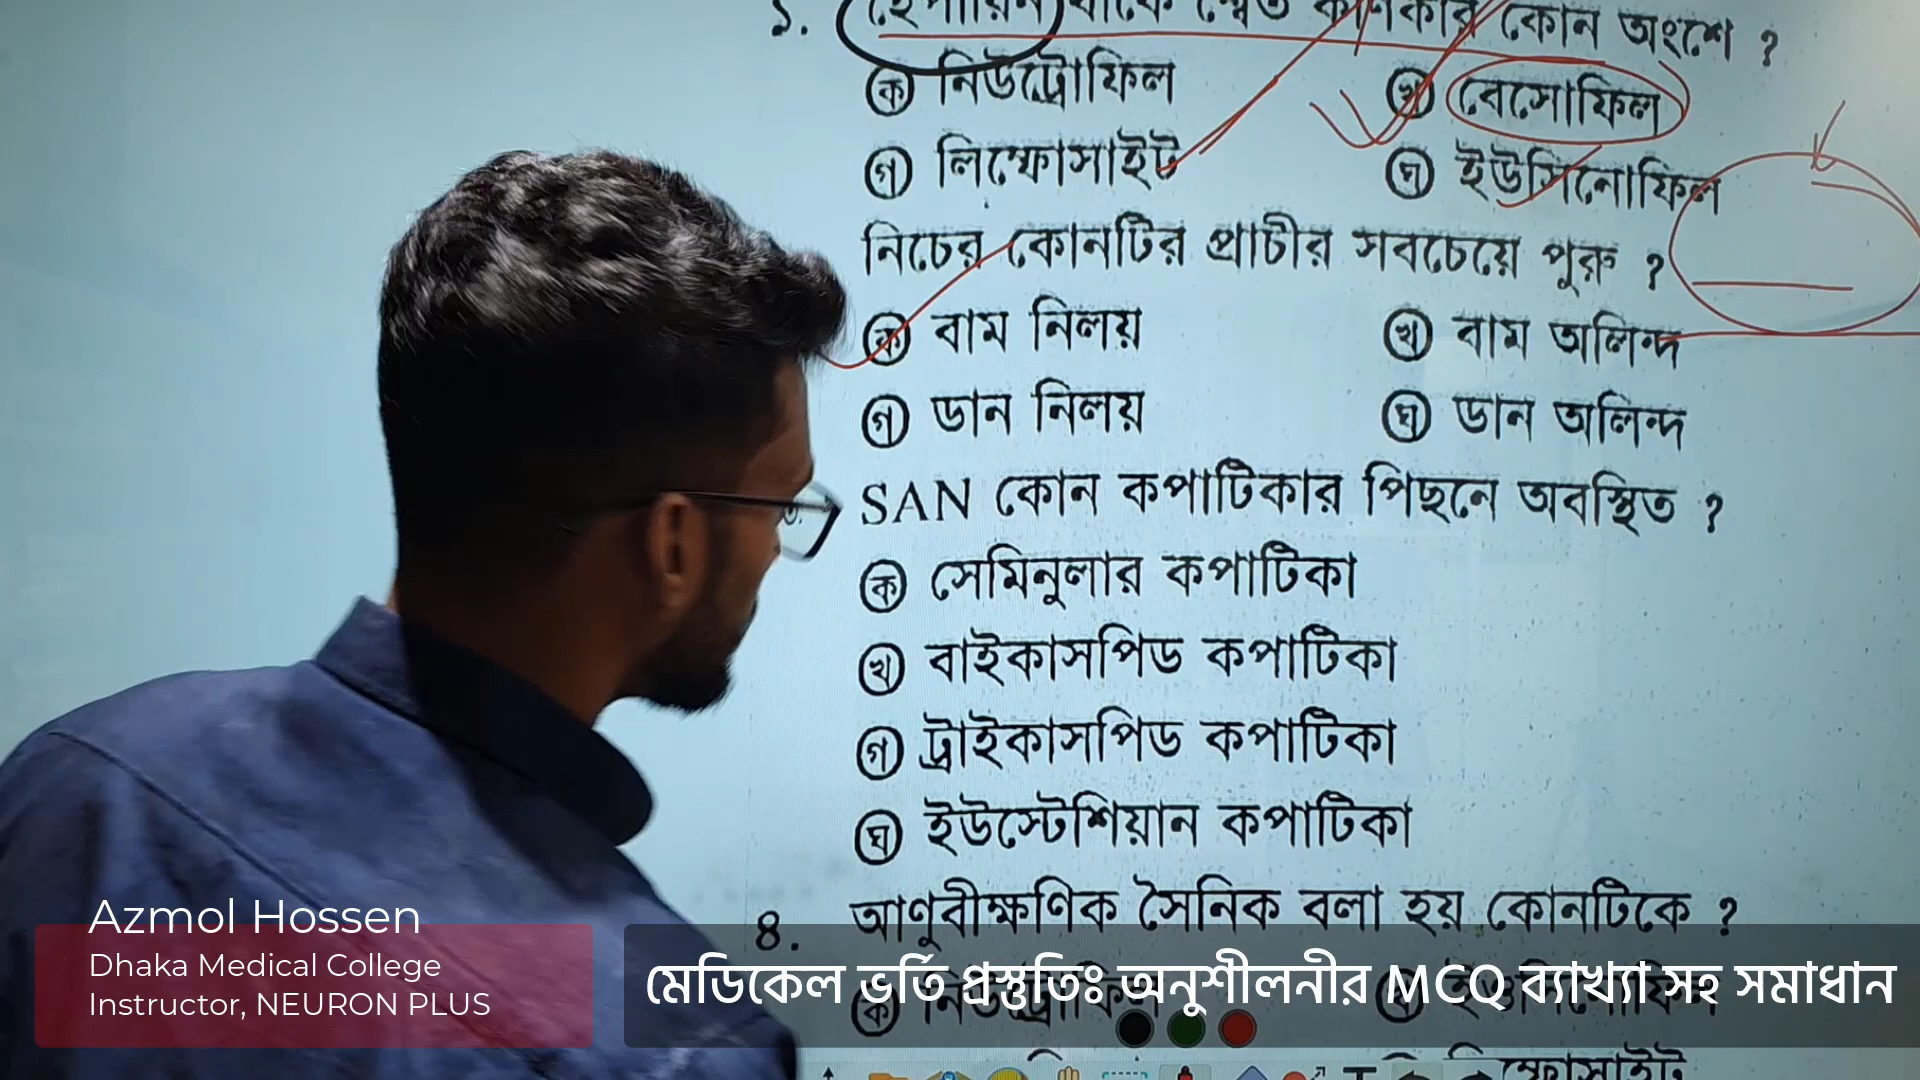 ১. হেপারিন থাকে শ্বেত কণিকার কোন অংশে ?
ক নিউট্রোফিল খ বেসোফিল
গ লিম্ফোসাইট ঘ ইউসিনোফিল
নিচের কোনটির প্রাচীর সবচেয়ে পুরু ?
ক বাম নিলয় খ বাম অলিন্দ
গ ডান নিলয় ঘ ডান অলিন্দ
SAN কোন কপাটিকার পিছনে অবস্থিত ?
ক সেমিনুলার কপাটিকা
খ বাইকাসপিড কপাটিকা
গ ট্রাইকাসপিড কপাটিকা
ঘ ইউস্টেশিয়ান কপাটিকা
৪. আণুবীক্ষণিক সৈনিক বলা হয় কোনটিকে ?
ক নিউট্রোফিল খ ইওসিনোফিল
Azmol Hossen
Dhaka Medical College
Instructor, NEURON PLUS
মেডিকেল ভর্তি প্রস্তুতিঃ অনুশীলনীর MCQ ব্যাখ্যা সহ সমাধান